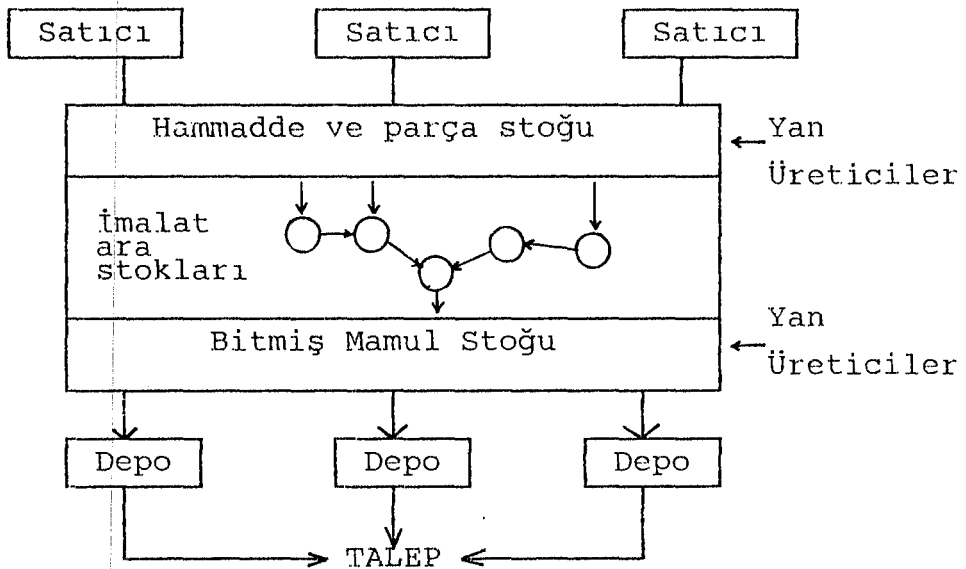 Satıcı Satıcı Satıcı
Hammadde ve parça stoğu
Yan
Üreticiler
İmalat
ara
stokları
Bitmiş Mamul Stoğu
Yan
Üreticiler
Depo Depo Depo
TALEP